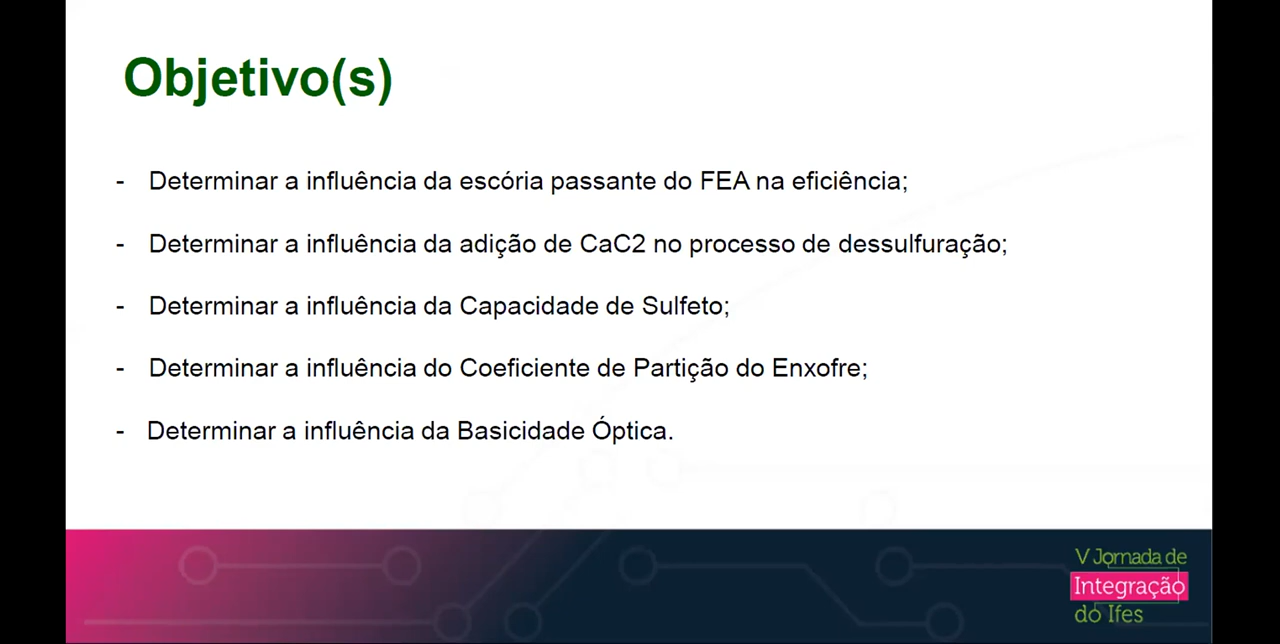 Objetivo(s)
- Determinar a influência da escória passante do FEA na eficiência;
- Determinar a influência da adição de CaC2 no processo de dessulfuração;
- Determinar a influência da Capacidade de Sulfeto;
- Determinar a influência do Coeficiente de Partição do Enxofre;
- Determinar a influência da Basicidade Óptica.
V Jornada de
Integração
do Ifes